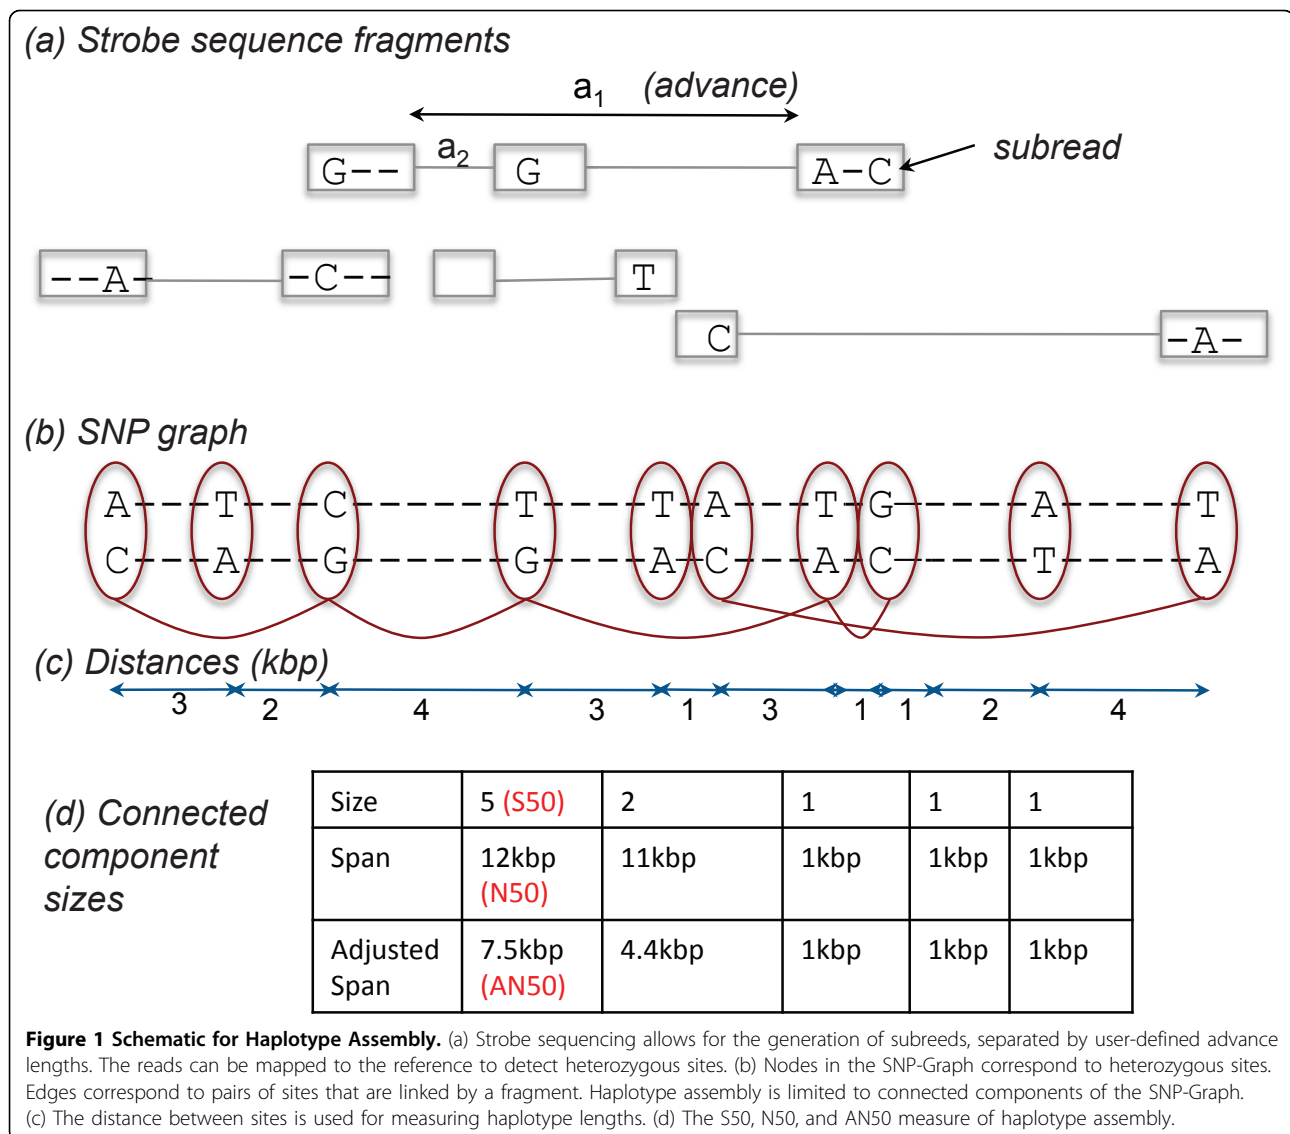 (a) Strobe sequence fragments
a1 (advance)
a2
subread
G-- G A-C
--A- -C-- T
C -A-
(b) SNP graph
A--T--C-----T---T-A--T-G----A----T
C--A--G-----G---A-C--A-C----T----A
(c) Distances (kbp)
3 2 4 3 1 3 1 1 2 4
(d) Connected component sizes
Size 5 (S50) 2 1 1 1
Span 12kbp (N50) 11kbp 1kbp 1kbp 1kbp
Adjusted Span 7.5kbp (AN50) 4.4kbp 1kbp 1kbp 1kbp
Figure 1 Schematic for Haplotype Assembly. (a) Strobe sequencing allows for the generation of subreeds, separated by user-defined advance
lengths. The reads can be mapped to the reference to detect heterozygous sites. (b) Nodes in the SNP-Graph correspond to heterozygous sites.
Edges correspond to pairs of sites that are linked by a fragment. Haplotype assembly is limited to connected components of the SNP-Graph.
(c) The distance between sites is used for measuring haplotype lengths. (d) The S50, N50, and AN50 measure of haplotype assembly.